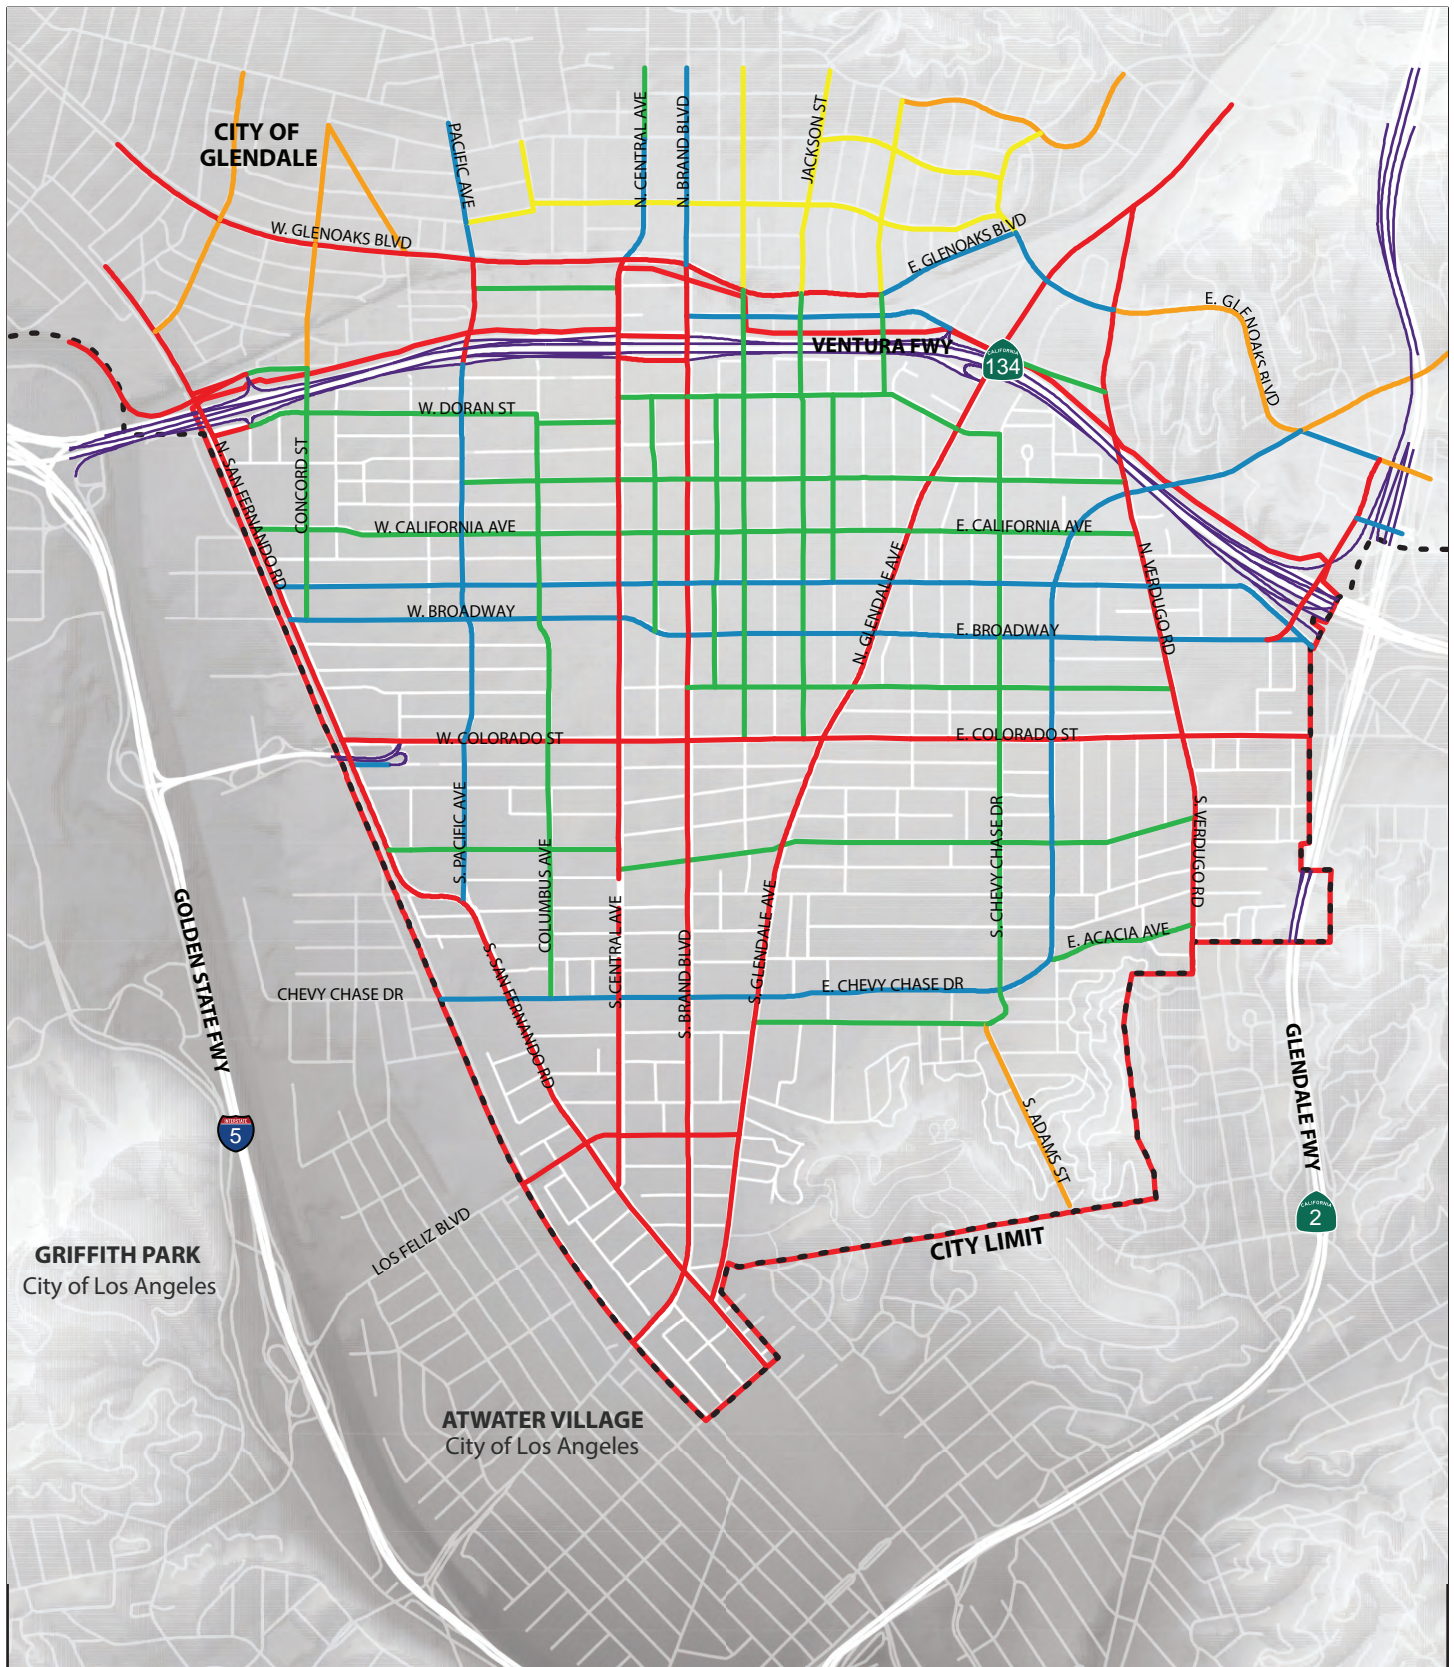 CITY OF
GLENDALE
PACIFIC AVE
N. CENTRAL AVE
N. BRAND BLVD
JACKSON ST
W. GLENOAKS BLVD
E. GLENOAKS BLVD
E. GLENOAKS BLVD
VENTURA FWY
CALIFORNIA
134
W. DORAN ST
CONCORD ST
N. SAN FERNANDO RD
W. CALIFORNIA AVE
E. CALIFORNIA AVE
N. GLENDALE AVE
N. VERDUGO RD
W. BROADWAY
E. BROADWAY
W. COLORADO ST
E. COLORADO ST
S. PACIFIC AVE
COLUMBUS AVE
S. CENTRAL AVE
S. BRAND BLVD
S. GLENDALE AVE
S. CHEVY CHASE DR
S. VERDUGO RD
E. ACACIA AVE
GOLDEN STATE FWY
S. SAN FERNANDO RD
CHEVY CHASE DR
E. CHEVY CHASE DR
GLENDALE FWY
INTERSTATE
5
S. ADAMS ST
CALIFORNIA
2
LOS FELIZ BLVD
CITY LIMIT
GRIFFITH PARK
City of Los Angeles
ATWATER VILLAGE
City of Los Angeles